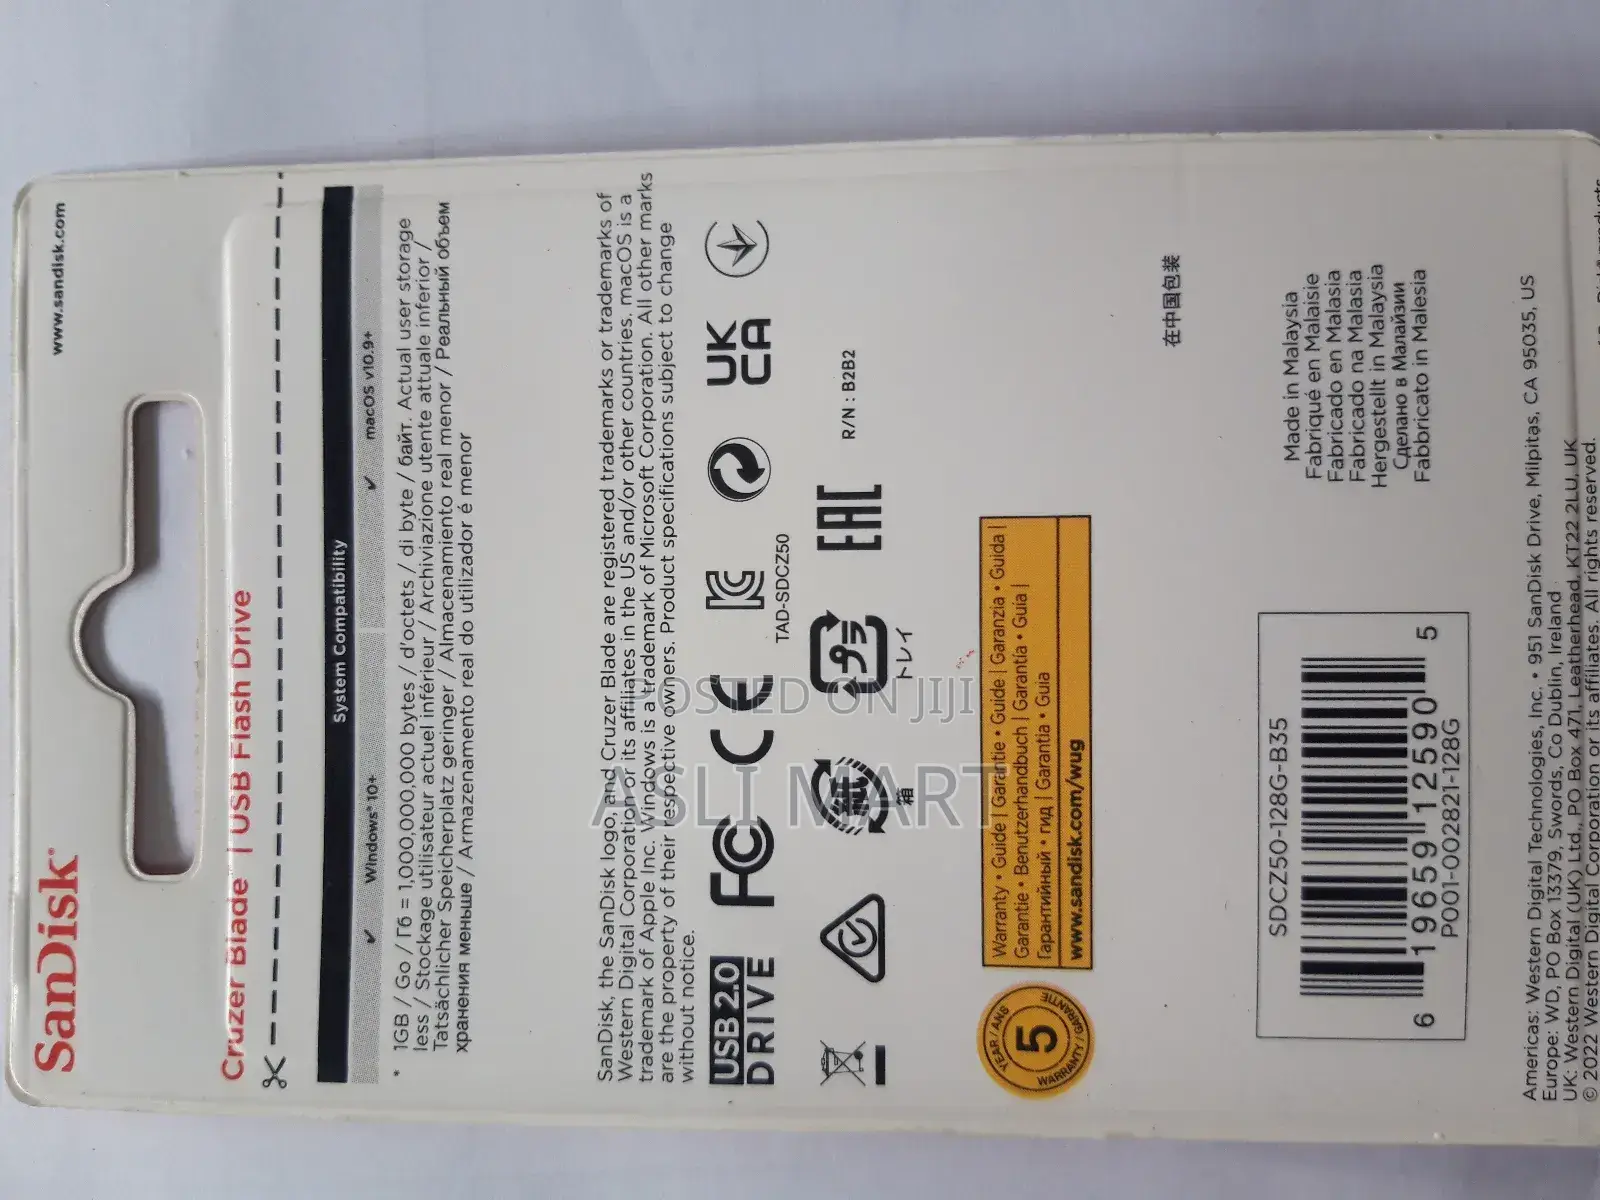 SanDisk
www.sandisk.com
Cruzer Blade | USB Flash Drive
System Compatibility
✓ Windows® 10+ ✓ macOS v10.9+
* 1GB / Go / Гб = 1,000,000,000 bytes / d'octets / di byte / байт. Actual user storage
less / Stockage utilisateur actuel inférieur / Archiviazione utente attuale inferior /
Tatsächlicher Speicherplatz geringer / Almacenamiento real menor / Реальный объем
хранения меньше / Armazenamento real do utilizador é menor
SanDisk, the SanDisk logo, and Cruzer Blade are registered trademarks or trademarks of
Western Digital Corporation or its affiliates in the US and/or other countries. macOS is a
trademark of Apple Inc. Windows is a trademark of Microsoft Corporation. All other marks
are the property of their respective owners. Product specifications subject to change
without notice.
USB 2.0
DRIVE
FC CE
TAD-SDCZ50
UK
CA
紙
箱
プラ
トレイ
EAC
R/N : B2B2
5
YEAR / ANS
WARRANTY / GARANTIE
Warranty • Guide | Garantie • Guide | Garanzia • Guida |
Garantie • Benutzerhandbuch | Garantía • Guía |
Гарантийный • гид | Garantia • Guia
www.sandisk.com/wug
在中国包装
SDCZ50-128G-B35
6 19659 12590 5
P001-002821-128G
Made in Malaysia
Fabriqué en Malaisie
Fabricado en Malasia
Fabricado na Malásia
Hergestellt in Malaysia
Сделано в Малайзии
Fabbricato in Malesia
Americas: Western Digital Technologies, Inc. • 951 SanDisk Drive, Milpitas, CA 95035, US
Europe: WD, PO Box 13379, Swords, Co Dublin, Ireland
UK: Western Digital (UK) Ltd., PO Box 471, Leatherhead, KT22 2LU, UK
© 2022 Western Digital Corporation or its affiliates. All rights reserved.
POSTED ON JIJI
ASLI MART